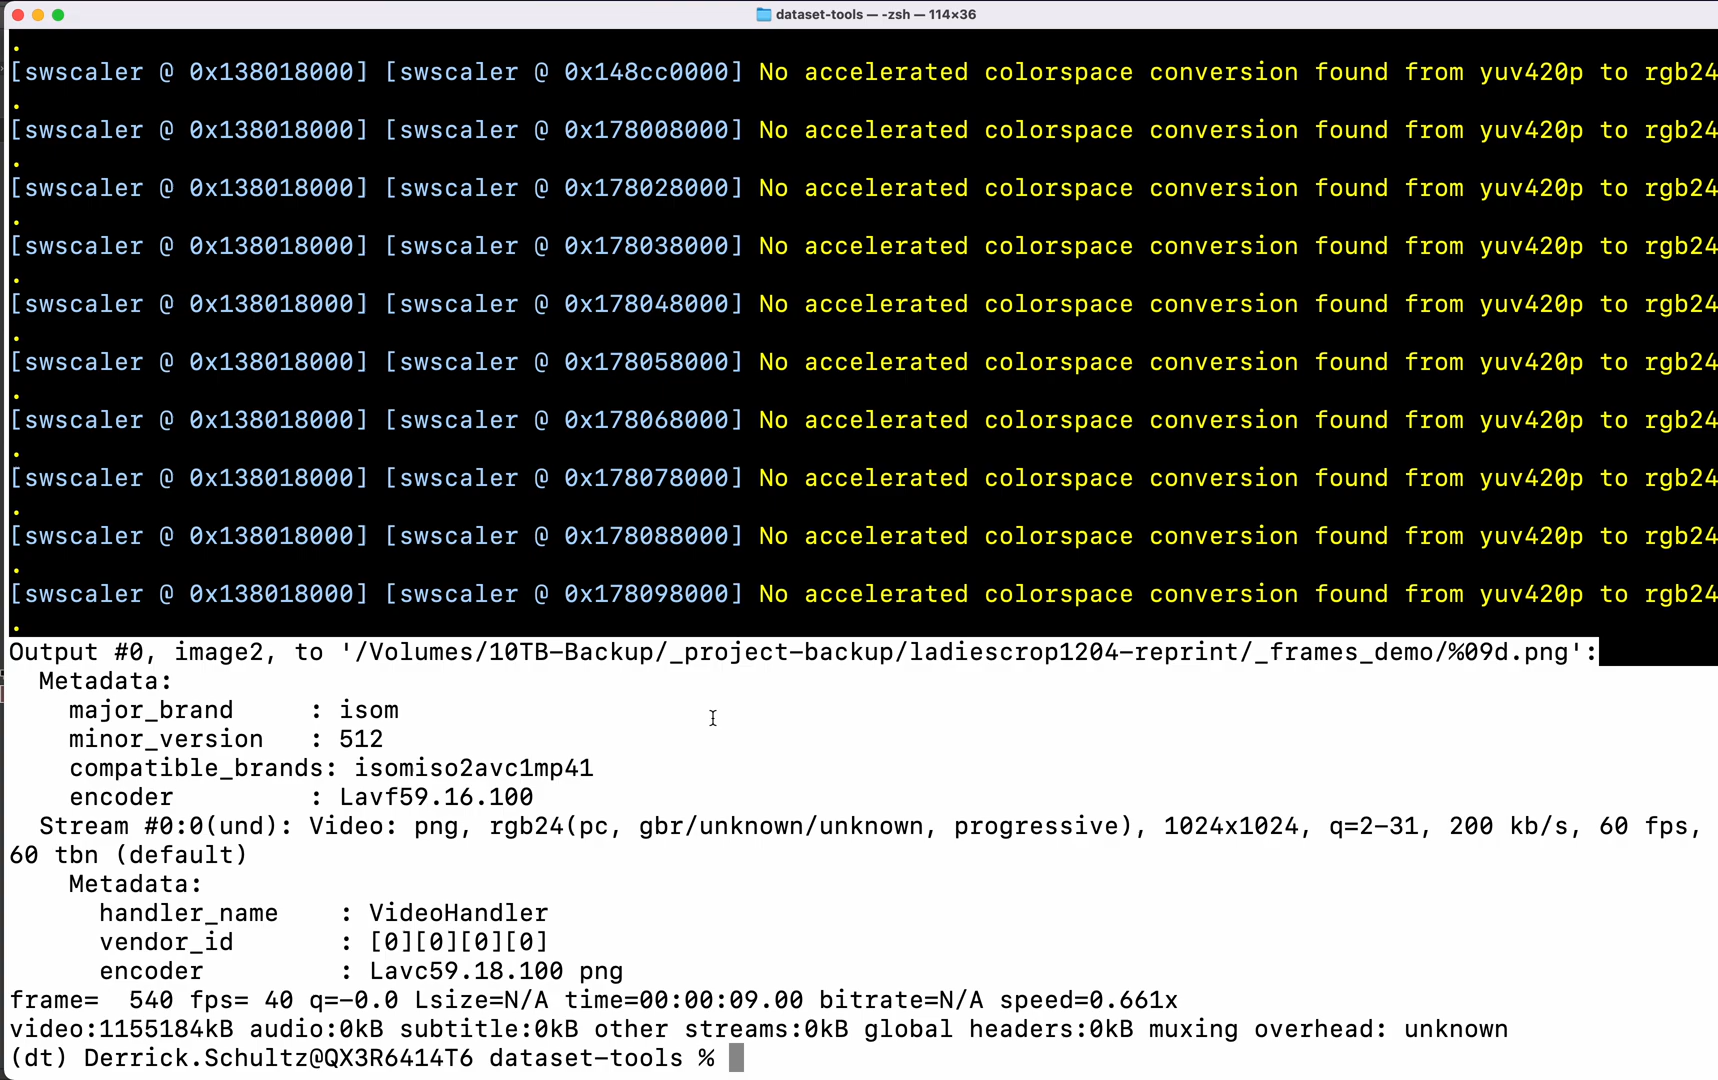 dataset-tools — -zsh — 114×36
.
[swscaler @ 0x138018000] [swscaler @ 0x148cc0000] No accelerated colorspace conversion found from yuv420p to rgb24
.
[swscaler @ 0x138018000] [swscaler @ 0x178008000] No accelerated colorspace conversion found from yuv420p to rgb24
.
[swscaler @ 0x138018000] [swscaler @ 0x178028000] No accelerated colorspace conversion found from yuv420p to rgb24
.
[swscaler @ 0x138018000] [swscaler @ 0x178038000] No accelerated colorspace conversion found from yuv420p to rgb24
.
[swscaler @ 0x138018000] [swscaler @ 0x178048000] No accelerated colorspace conversion found from yuv420p to rgb24
.
[swscaler @ 0x138018000] [swscaler @ 0x178058000] No accelerated colorspace conversion found from yuv420p to rgb24
.
[swscaler @ 0x138018000] [swscaler @ 0x178068000] No accelerated colorspace conversion found from yuv420p to rgb24
.
[swscaler @ 0x138018000] [swscaler @ 0x178078000] No accelerated colorspace conversion found from yuv420p to rgb24
.
[swscaler @ 0x138018000] [swscaler @ 0x178088000] No accelerated colorspace conversion found from yuv420p to rgb24
.
[swscaler @ 0x138018000] [swscaler @ 0x178098000] No accelerated colorspace conversion found from yuv420p to rgb24
.
Output #0, image2, to '/Volumes/10TB-Backup/_project-backup/ladiescrop1204-reprint/_frames_demo/%09d.png':
  Metadata:
    major_brand     : isom
    minor_version   : 512
    compatible_brands: isomiso2avc1mp41
    encoder         : Lavf59.16.100
  Stream #0:0(und): Video: png, rgb24(pc, gbr/unknown/unknown, progressive), 1024x1024, q=2-31, 200 kb/s, 60 fps,
60 tbn (default)
    Metadata:
      handler_name    : VideoHandler
      vendor_id       : [0][0][0][0]
      encoder         : Lavc59.18.100 png
frame=  540 fps= 40 q=-0.0 Lsize=N/A time=00:00:09.00 bitrate=N/A speed=0.661x
video:1155184kB audio:0kB subtitle:0kB other streams:0kB global headers:0kB muxing overhead: unknown
(dt) Derrick.Schultz@QX3R6414T6 dataset-tools %